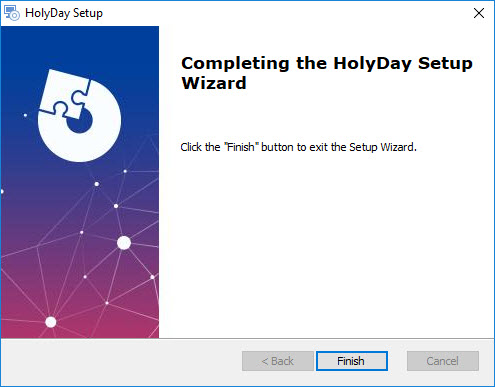 HolyDay Setup
Completing the HolyDay Setup
Wizard
Click the "Finish" button to exit the Setup Wizard.
< Back
Finish
Cancel